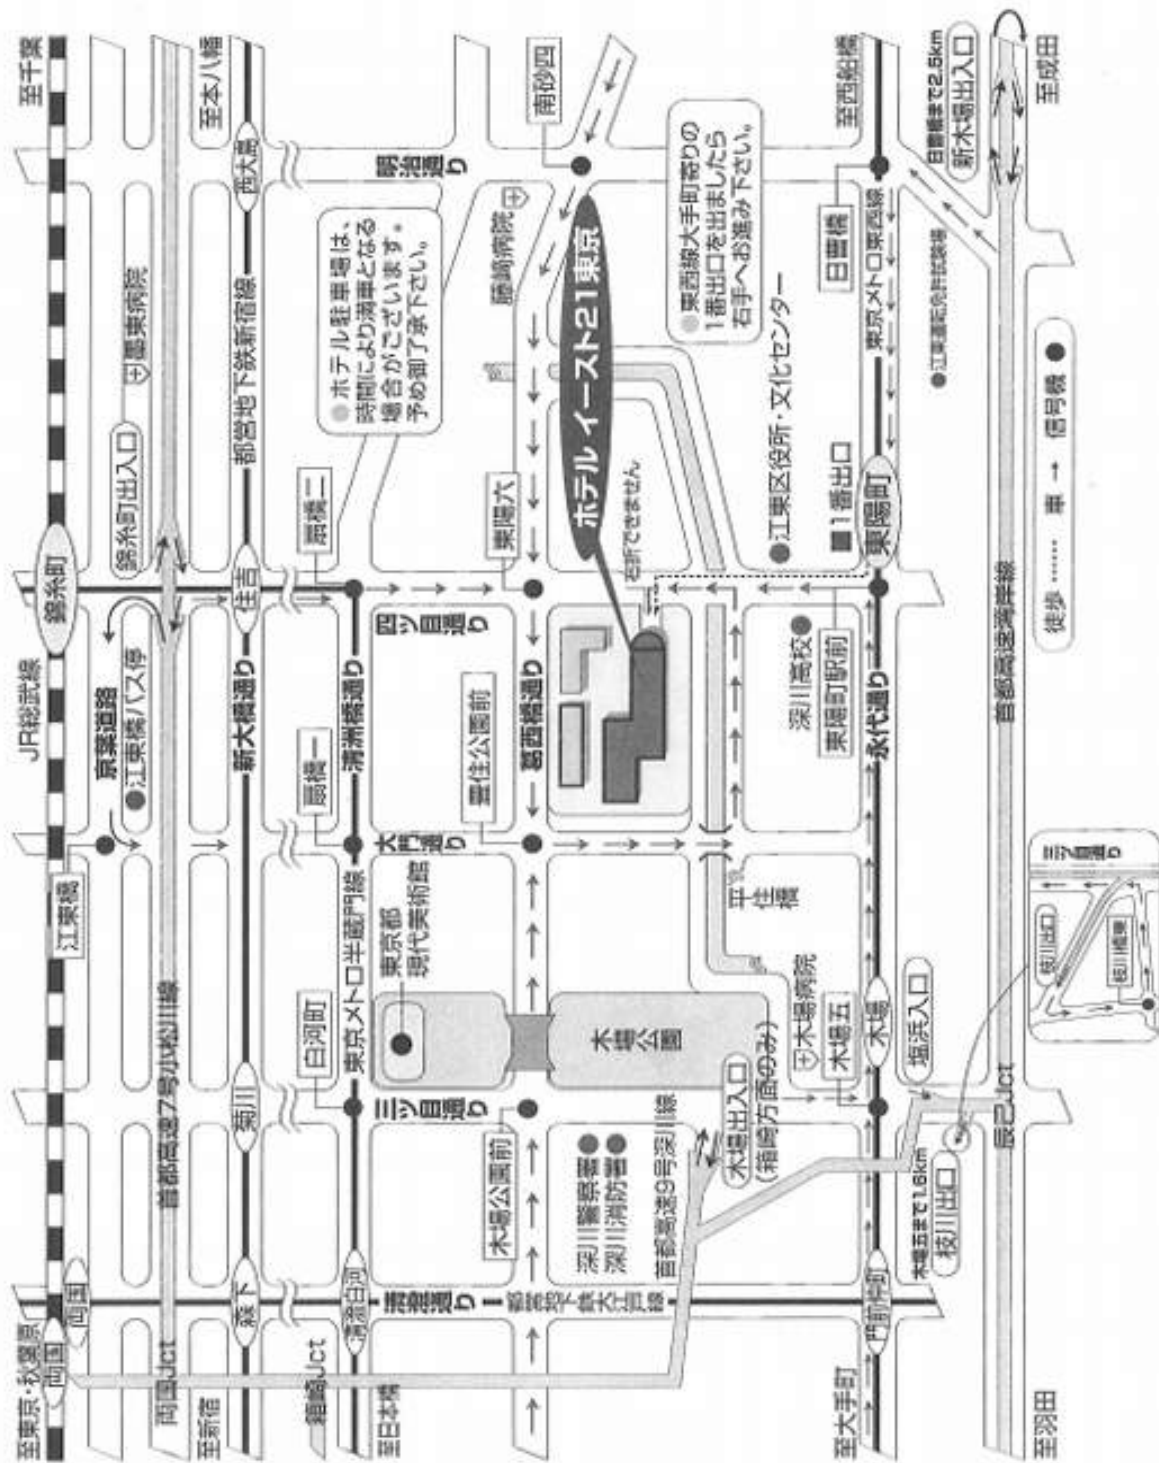 至東京・秋葉原
両国
両国
JR総武線
錦糸町
至千葉
江東橋
京葉道路
●江東橋バス停
錦糸町出入口
墨東病院
両国Jct
首都高速7号小松川線
至新宿
森下
菊川
新大橋通り
住吉
都営地下鉄新宿線
西大島
至本八幡
箱崎Jct
白河町
扇橋一
扇橋二
至日本橋
清澄白河
東京メトロ半蔵門線
清洲橋通り
●ホテル駐車場は、
時間により満車となる
場合がございます。
予め御了承下さい。
清澄通り
都営地下鉄大江戸線
三ツ目通り
東京都
現代美術館
大門通り
四ツ目通り
明治通り
木場公園前
豊住公園前
東陽六
藤崎病院
南砂四
葛西橋通り
木場公園
ホテル イースト21東京
深川警察署●
深川消防署●
首都高速9号深川線
右折できません
●東西線大手町寄りの
1番出口を出ましたら
右手へお進み下さい。
木場出入口
(箱崎方面のみ)
平住橋
●江東区役所・文化センター
木場病院
木場五
深川高校●
東陽町駅前
■1番出口
日曹橋
至大手町
門前仲町
木場
永代通り
東陽町
東京メトロ東西線
至西船橋
塩浜入口
木場五まで1.6km
枝川出口
●江東運転免許試験場
日曹橋まで2.5km
新木場出入口
辰巳Jct
首都高速湾岸線
至羽田
至成田
枝川出口
三ツ目通り
枝川橋東
徒歩 ‥‥‥ 車 → 信号機 ●